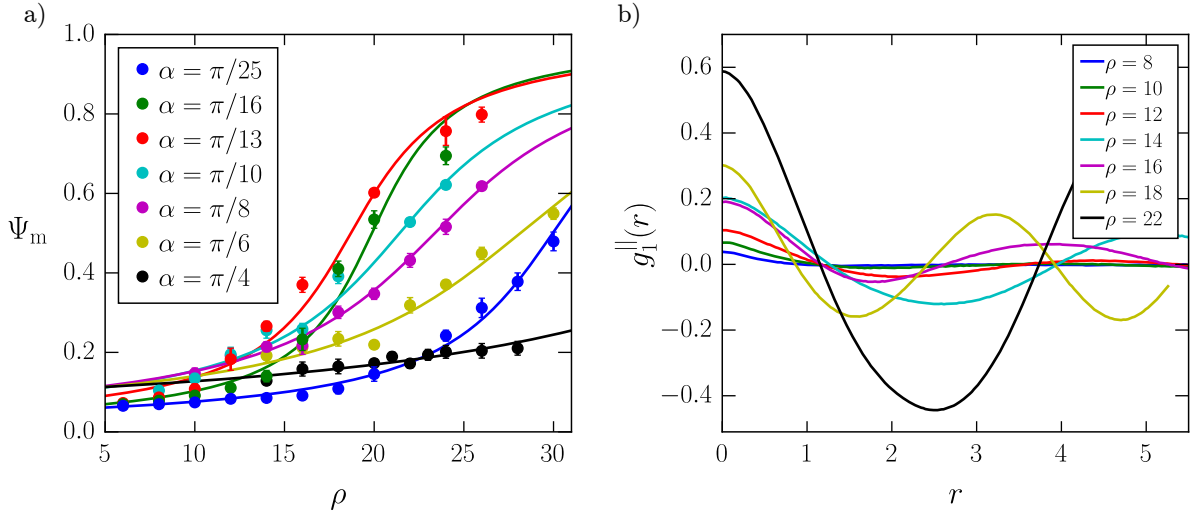 a)
1.0
0.8
0.6
0.4
0.2
0.0
Ψm
α = π/25
α = π/16
α = π/13
α = π/10
α = π/8
α = π/6
α = π/4
5 10 15 20 25 30
ρ
b)
0.6
0.4
0.2
0.0
−0.2
−0.4
g₁^||(r)
ρ = 8
ρ = 10
ρ = 12
ρ = 14
ρ = 16
ρ = 18
ρ = 22
0 1 2 3 4 5
r